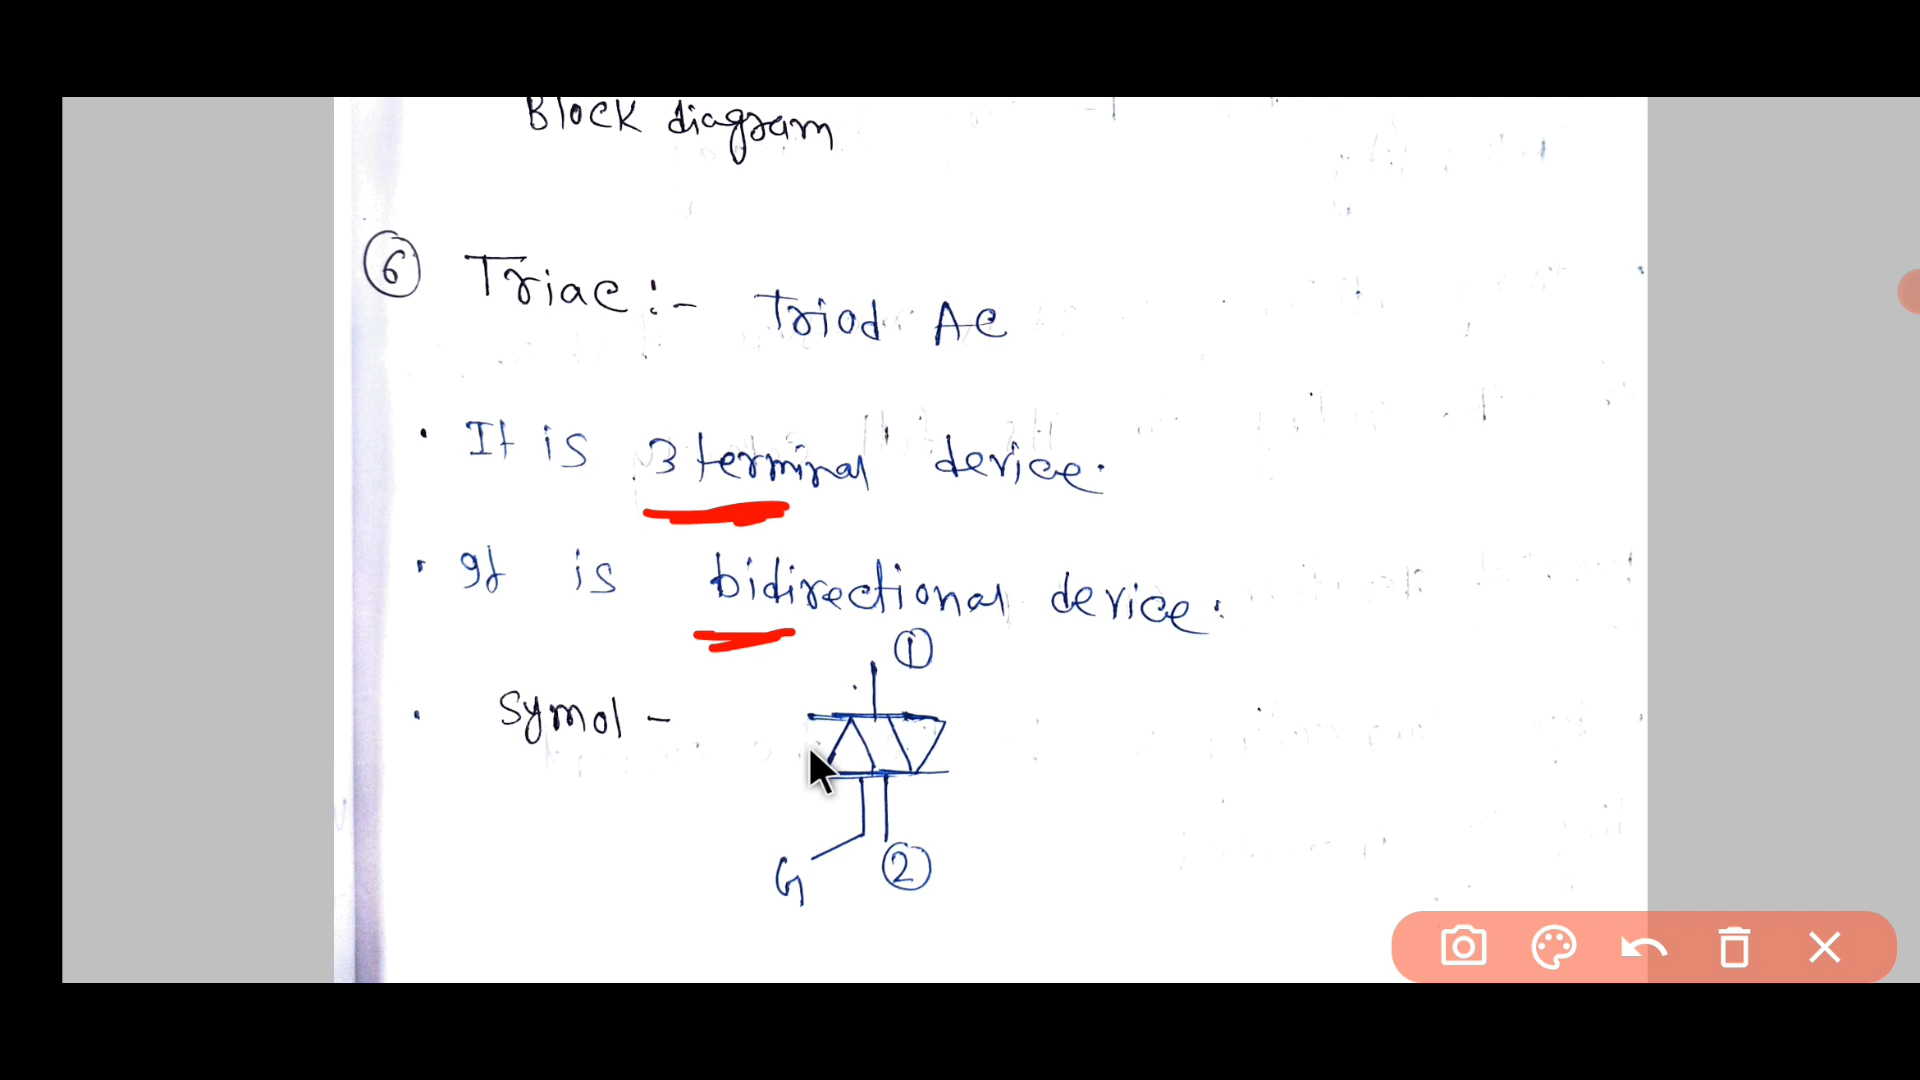 Block diagram
⑥ Triac :- Triod AC
• It is 3 terminal device.
• It is bidirectional device.
①
• Symol -
G ②